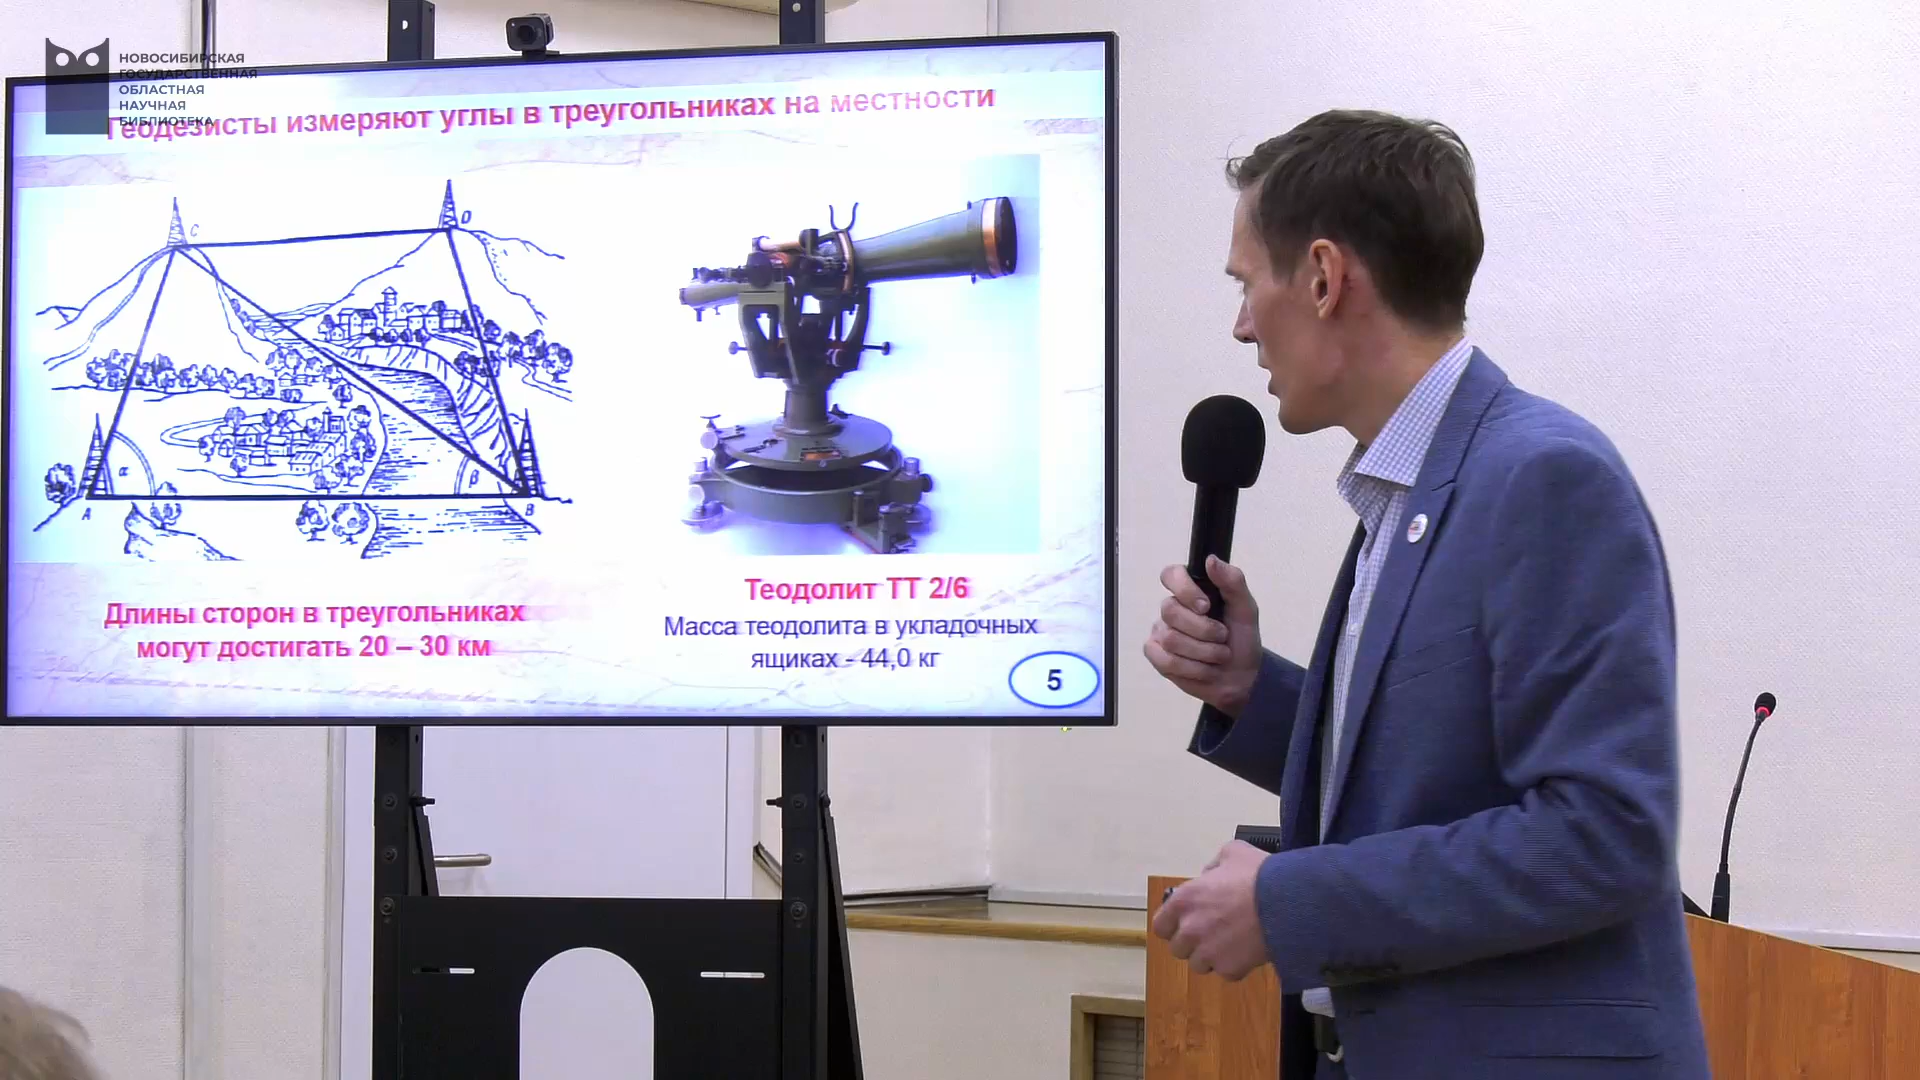 НОВОСИБИРСКАЯ
ГОСУДАРСТВЕННАЯ
ОБЛАСТНАЯ
НАУЧНАЯ
БИБЛИОТЕКА
Геодезисты измеряют углы в треугольниках на местности
C
D
α
β
A
B
Длины сторон в треугольниках
могут достигать 20 – 30 км
Теодолит ТТ 2/6
Масса теодолита в укладочных
ящиках - 44,0 кг
5